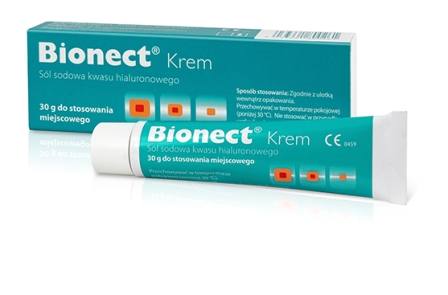 Bionect® Krem
Sól sodowa kwasu hialuronowego
30 g do stosowania
miejscowego
Sposób stosowania: Zgodnie z ulotką
wewnątrz opakowania.
Przechowywać w temperaturze pokojowej
(poniżej 30 °C). Nie stosować w
Bionect® Krem
Sól sodowa kwasu hialuronowego
30 g do stosowania miejscowego
CE 0459